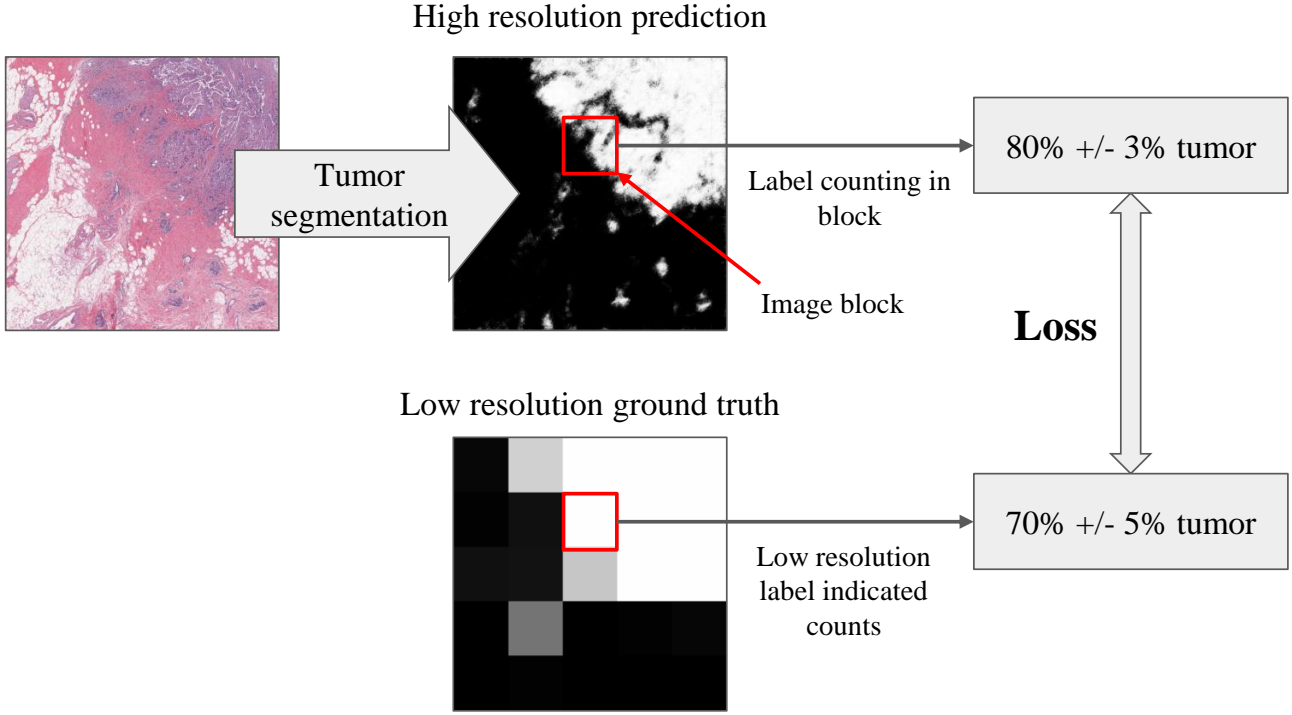 High resolution prediction
Tumor
segmentation
Label counting in
block
80% +/- 3% tumor
Image block
Loss
Low resolution ground truth
Low resolution
label indicated
counts
70% +/- 5% tumor